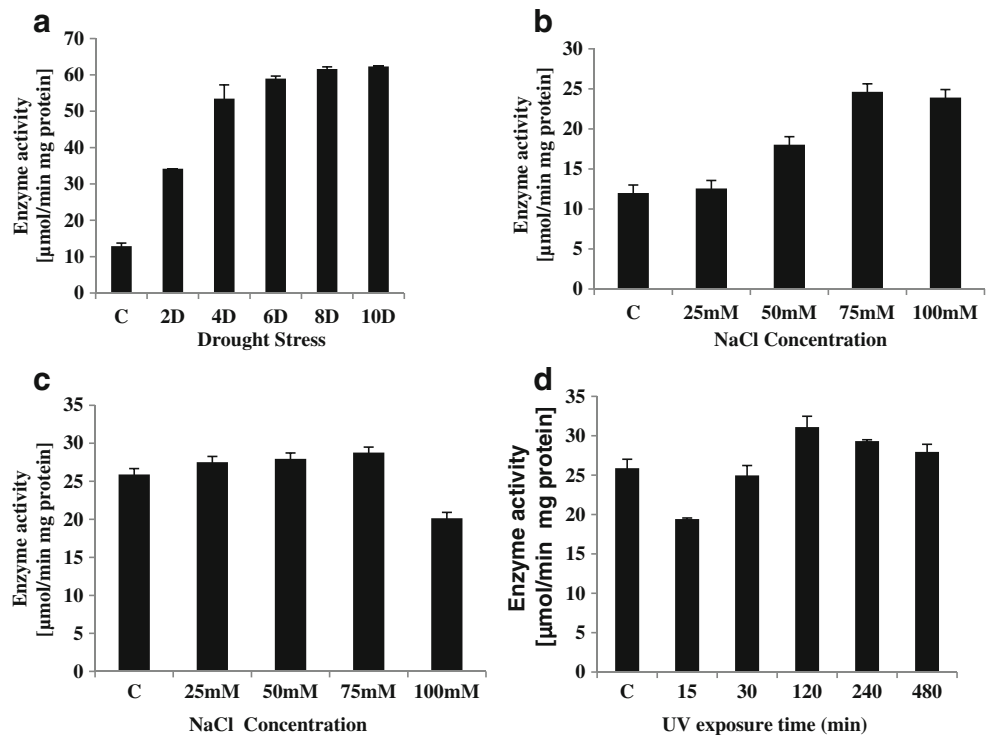 a
Enzyme activity
[µmol/min mg protein]
70
60
50
40
30
20
10
0
C 2D 4D 6D 8D 10D
Drought Stress
b
Enzyme activity
[µmol/min mg protein]
30
25
20
15
10
5
0
C 25mM 50mM 75mM 100mM
NaCl Concentration
c
Enzyme activity
[µmol/min mg protein]
35
30
25
20
15
10
5
0
C 25mM 50mM 75mM 100mM
NaCl Concentration
d
Enzyme activity
[µmol/min mg protein]
35
30
25
20
15
10
5
0
C 15 30 120 240 480
UV exposure time (min)